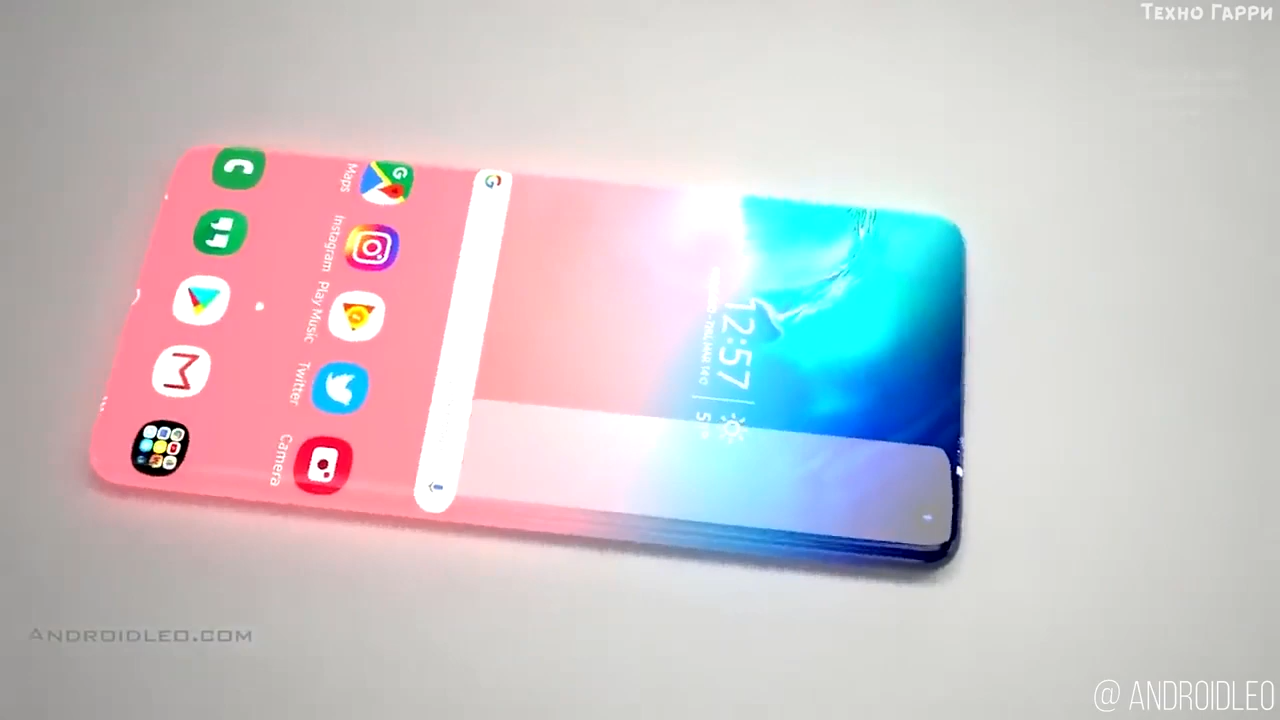 Техно Гарри
Maps
Instagram
Play Music
Twitter
Camera
12:57
AndroidLeo.com
@ ANDROIDLEO